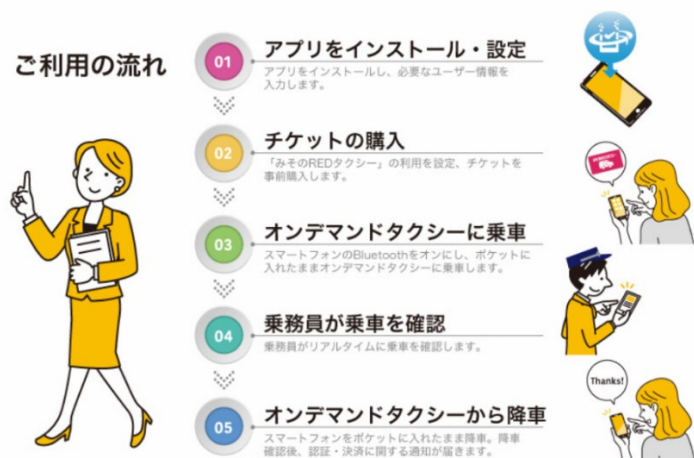 ご利用の流れ
01
アプリをインストール・設定
アプリをインストールし、必要なユーザー情報を
入力します。
02
チケットの購入
「みそのREDタクシー」の利用を設定、チケットを
事前購入します。
03
オンデマンドタクシーに乗車
スマートフォンのBluetoothをオンにし、ポケットに
入れたままオンデマンドタクシーに乗車します。
04
乗務員が乗車を確認
乗務員がリアルタイムに乗車を確認します。
05
オンデマンドタクシーから降車
スマートフォンをポケットに入れたまま降車。降車
確認後、認証・決済に関する通知が届きます。
Thanks!